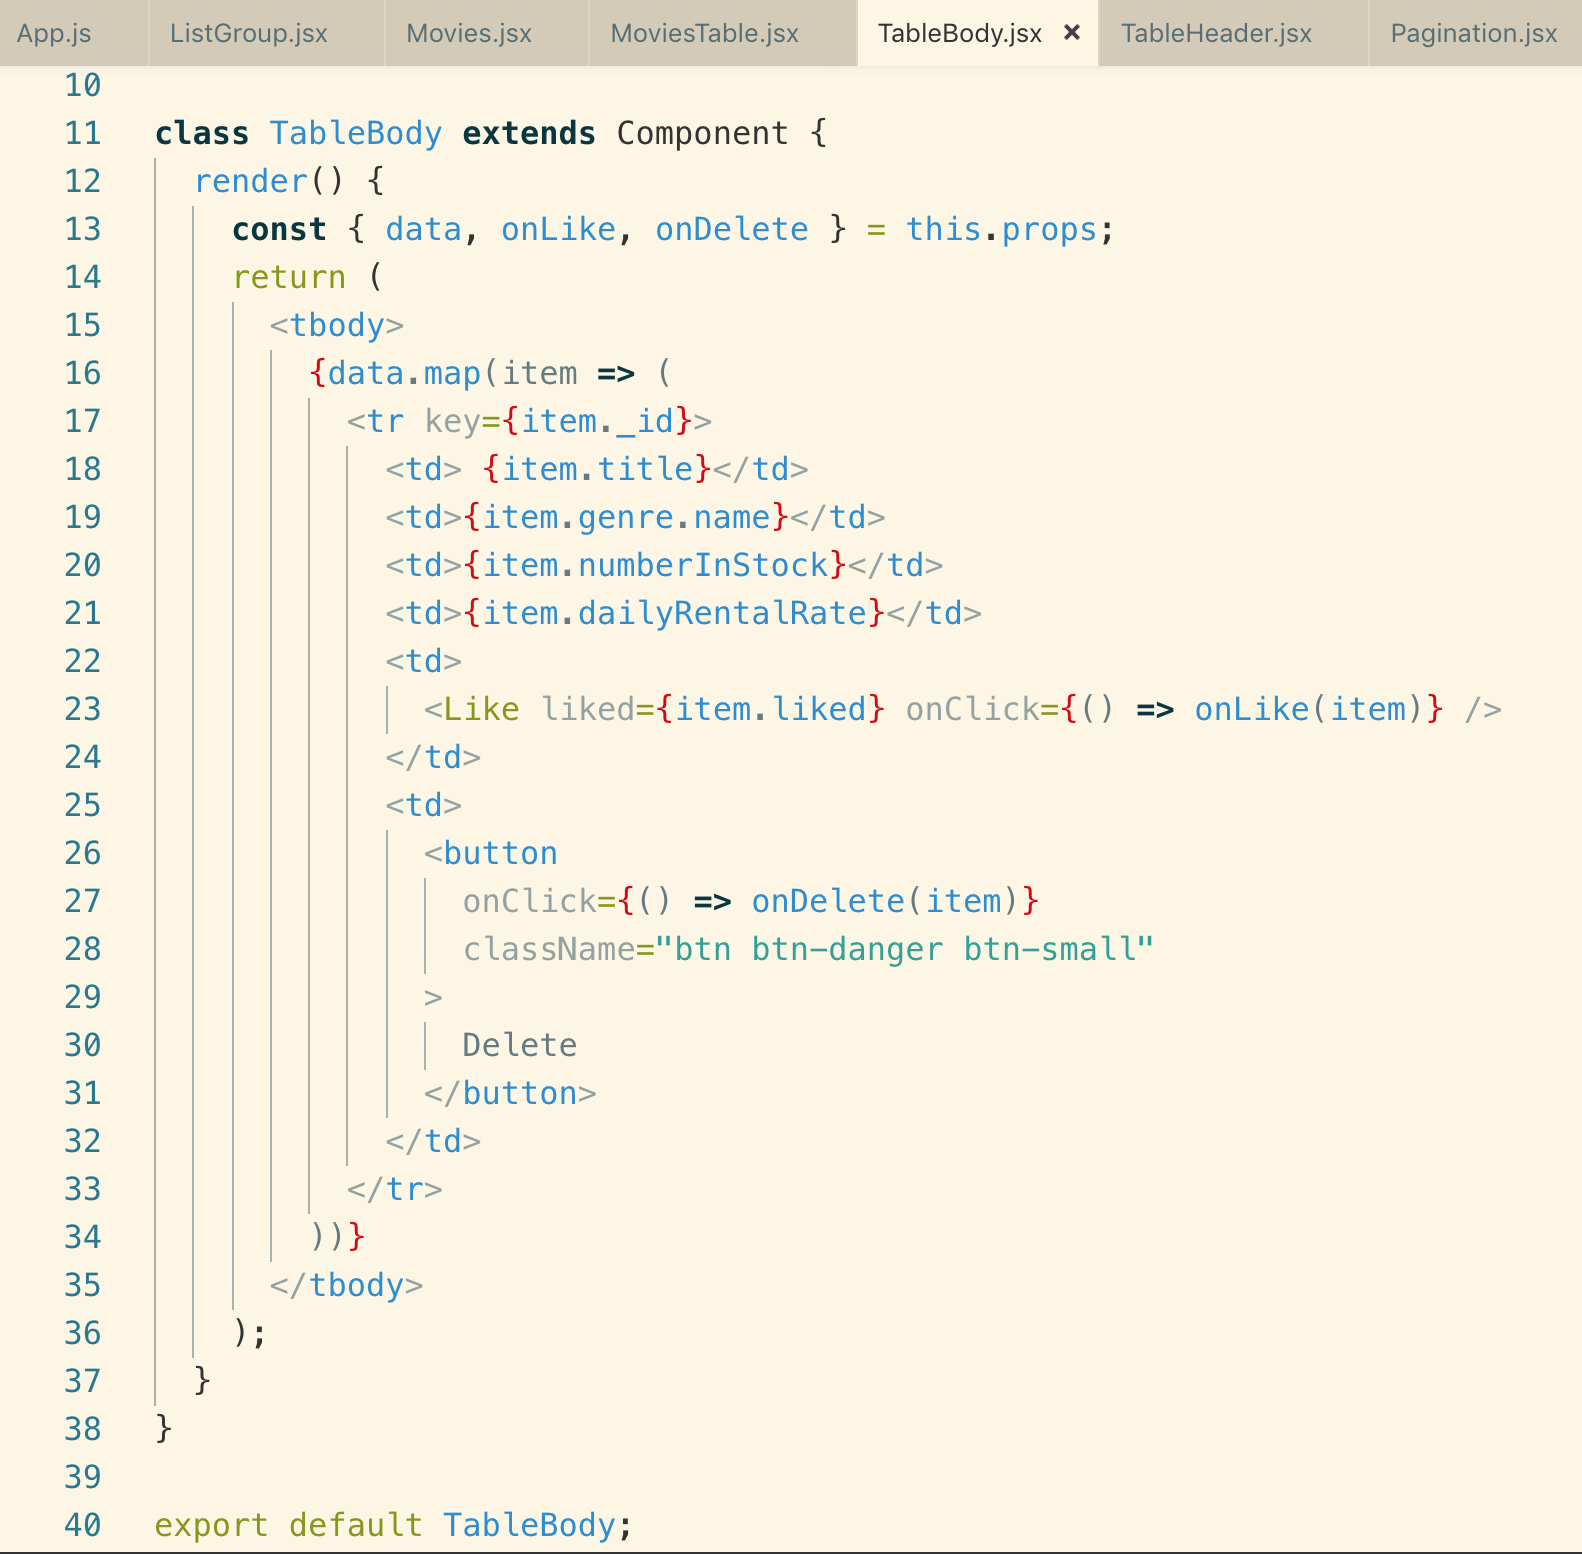 App.js ListGroup.jsx Movies.jsx MoviesTable.jsx TableBody.jsx × TableHeader.jsx Pagination.jsx
10
11 class TableBody extends Component {
12   render() {
13     const { data, onLike, onDelete } = this.props;
14     return (
15       <tbody>
16         {data.map(item => (
17           <tr key={item._id}>
18             <td> {item.title}</td>
19             <td>{item.genre.name}</td>
20             <td>{item.numberInStock}</td>
21             <td>{item.dailyRentalRate}</td>
22             <td>
23               <Like liked={item.liked} onClick={() => onLike(item)} />
24             </td>
25             <td>
26               <button
27                 onClick={() => onDelete(item)}
28                 className="btn btn-danger btn-small"
29               >
30                 Delete
31               </button>
32             </td>
33           </tr>
34         ))}
35       </tbody>
36     );
37   }
38 }
39
40 export default TableBody;